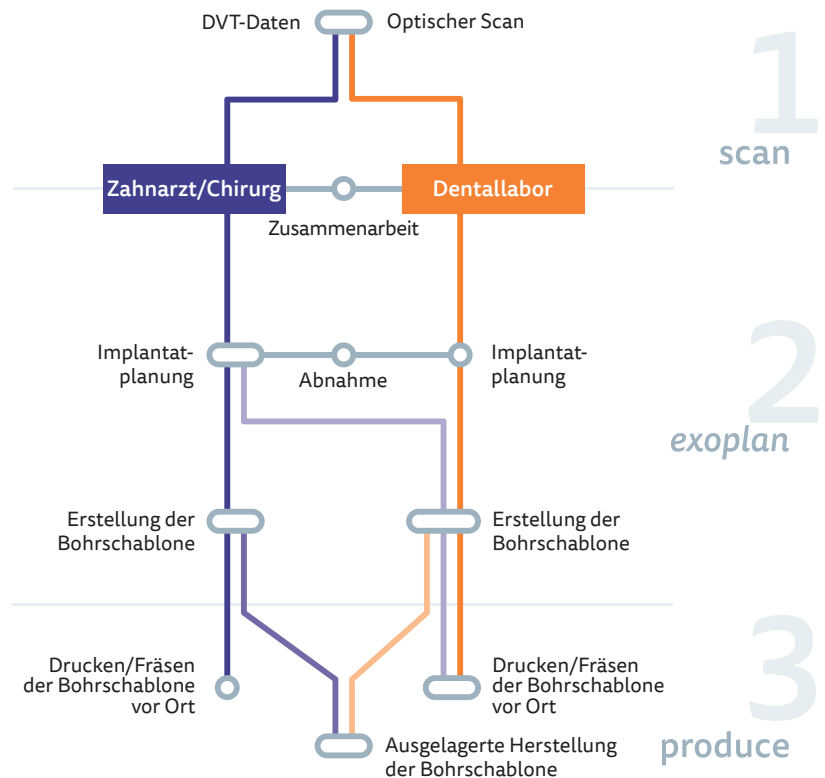 DVT-Daten
Optischer Scan
1
scan
Zahnarzt/Chirurg
Dentallabor
Zusammenarbeit
Implantat-
planung
Abnahme
Implantat-
planung
2
exoplan
Erstellung der
Bohrschablone
Erstellung der
Bohrschablone
Drucken/Fräsen
der Bohrschablone
vor Ort
Drucken/Fräsen
der Bohrschablone
vor Ort
3
produce
Ausgelagerte Herstellung
der Bohrschablone